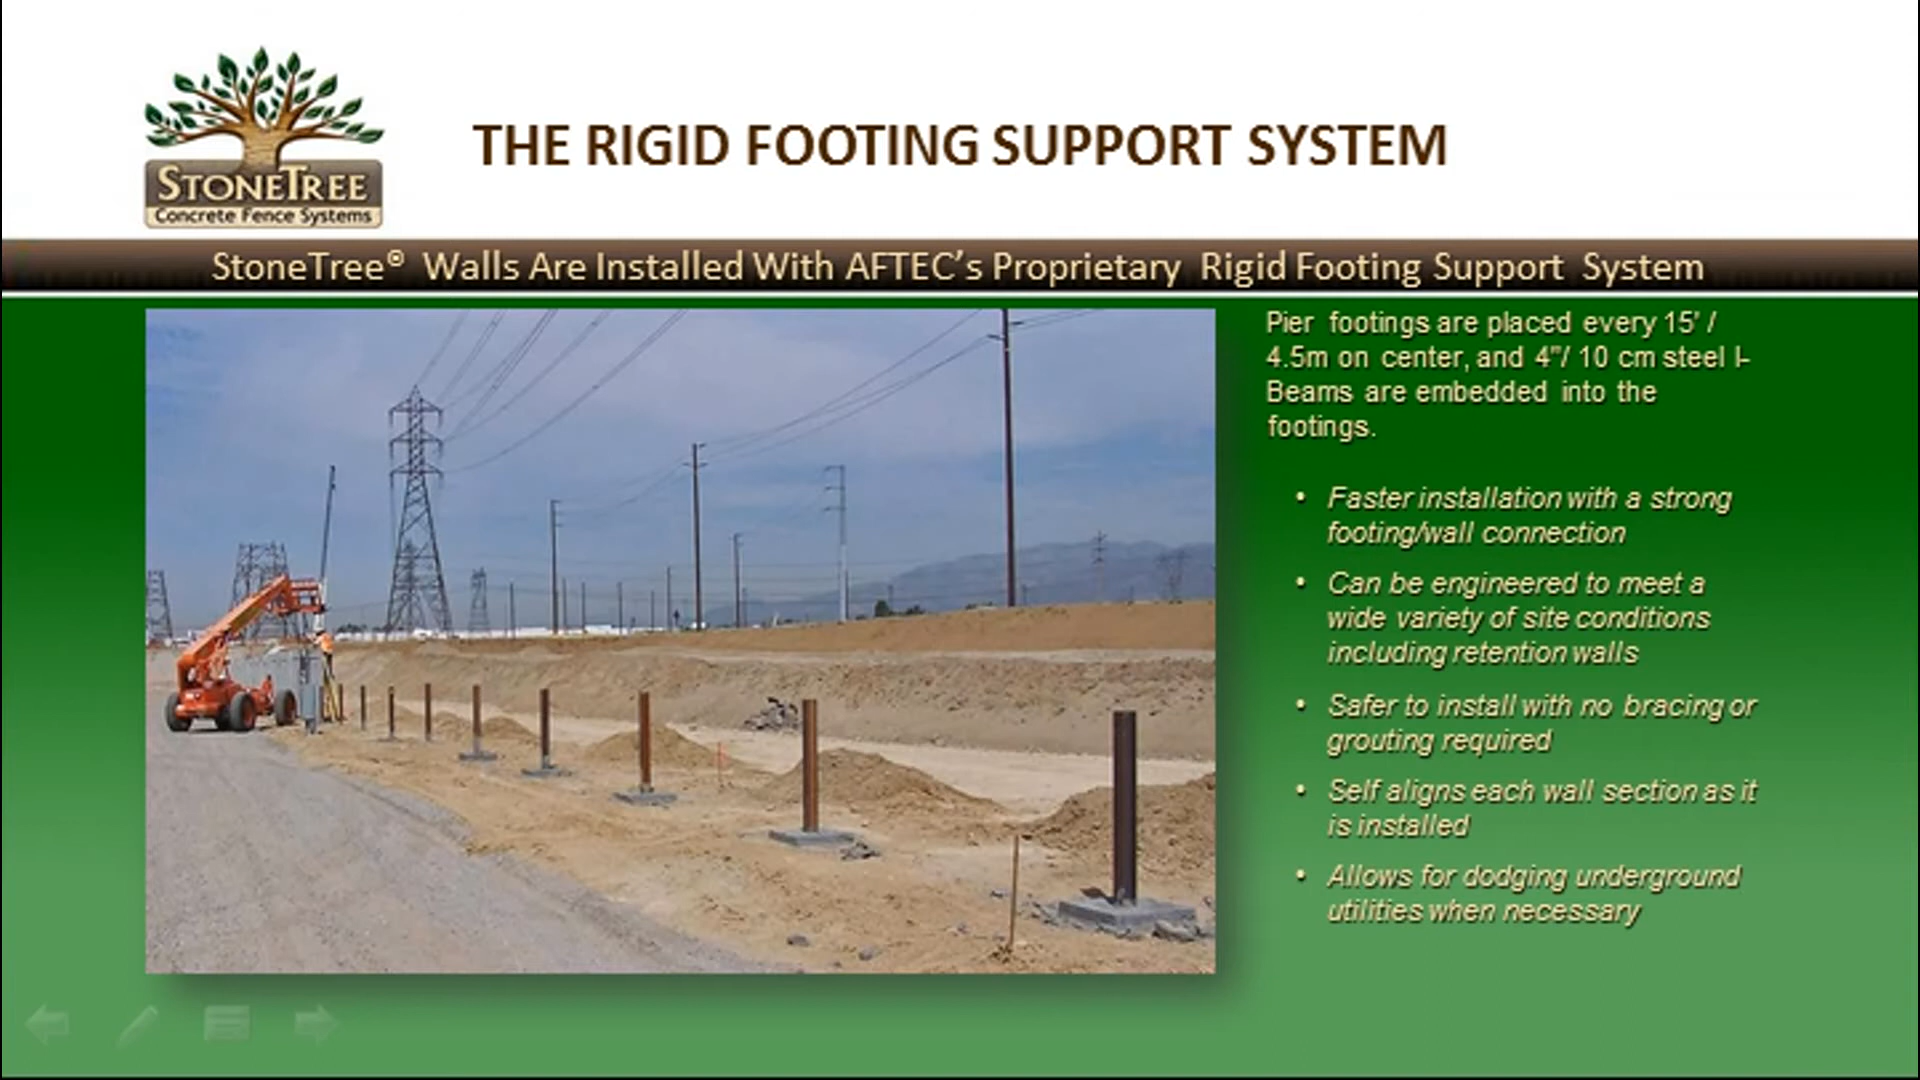 STONETREE
Concrete Fence Systems
THE RIGID FOOTING SUPPORT SYSTEM
StoneTree® Walls Are Installed With AFTEC's Proprietary Rigid Footing Support System
Pier footings are placed every 15' /
4.5m on center, and 4"/ 10 cm steel I-
Beams are embedded into the
footings.
• Faster installation with a strong
footing/wall connection
• Can be engineered to meet a
wide variety of site conditions
including retention walls
• Safer to install with no bracing or
grouting required
• Self aligns each wall section as it
is installed
• Allows for dodging underground
utilities when necessary